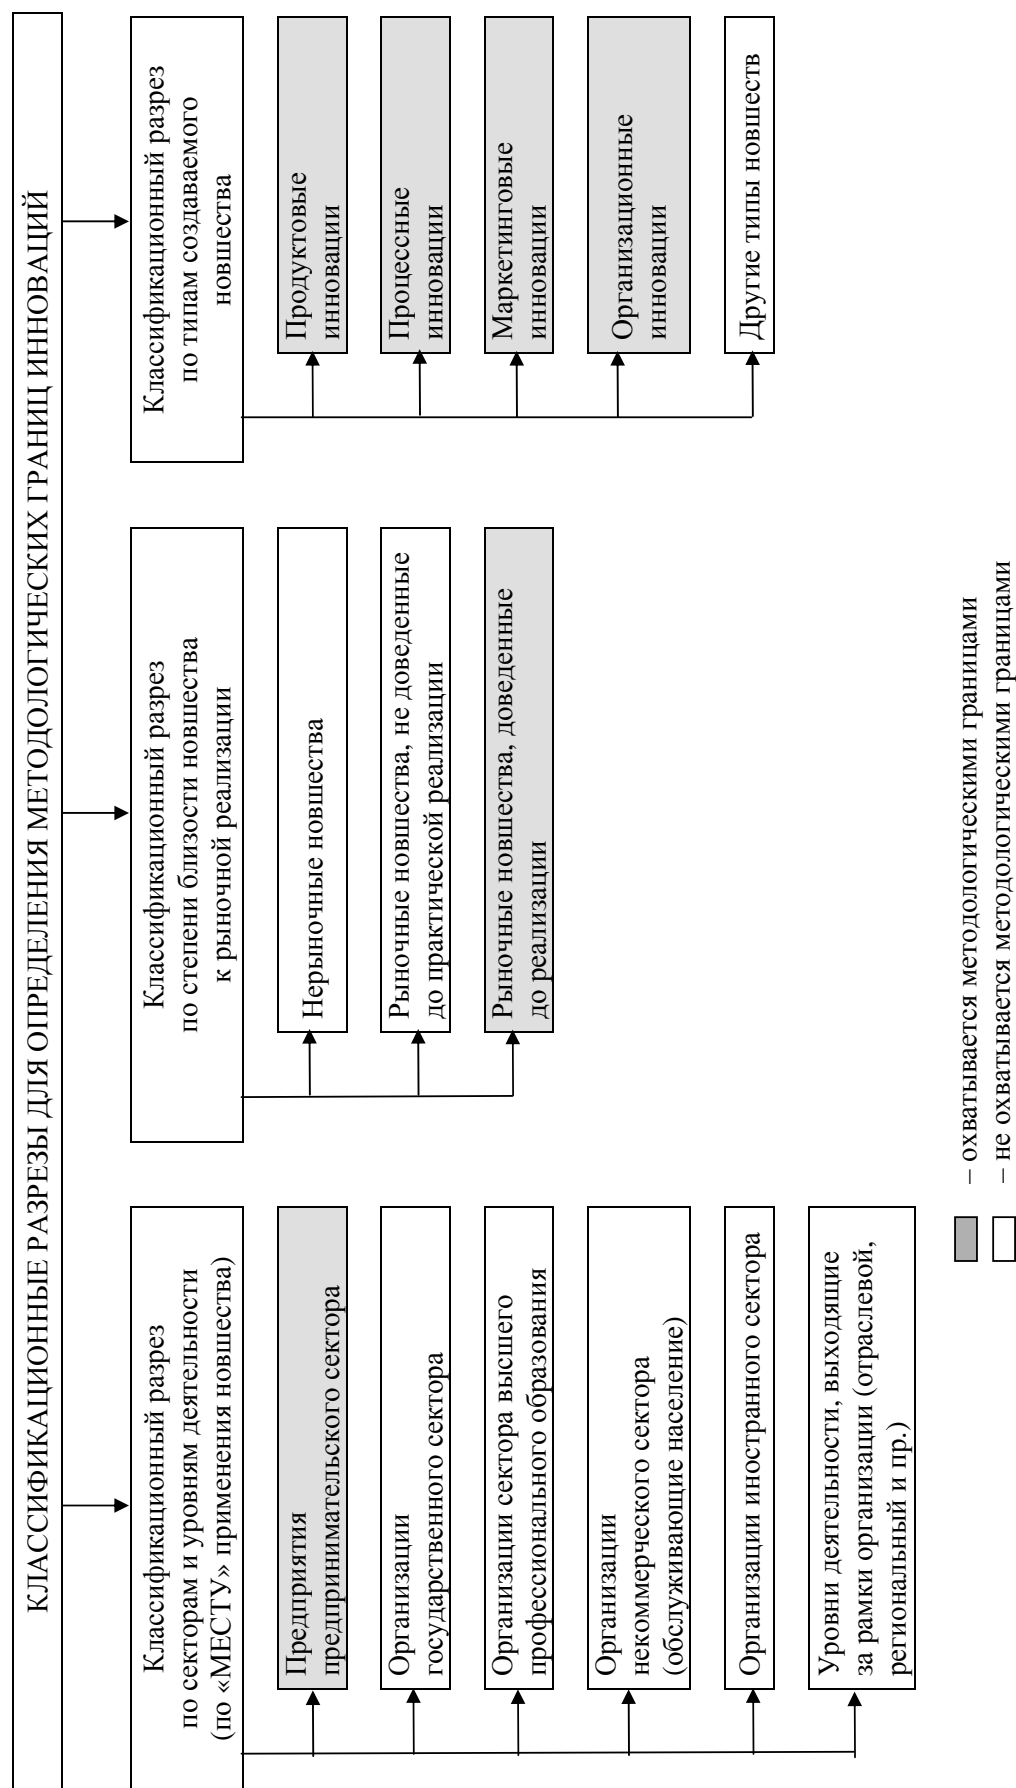 КЛАССИФИКАЦИОННЫЕ РАЗРЕЗЫ ДЛЯ ОПРЕДЕЛЕНИЯ МЕТОДОЛОГИЧЕСКИХ ГРАНИЦ ИННОВАЦИЙ
Классификационный разрез
по секторам и уровням деятельности
(по «МЕСТУ» применения новшества)
Предприятия
предпринимательского сектора
Организации
государственного сектора
Организации сектора высшего
профессионального образования
Организации
некоммерческого сектора
(обслуживающие население)
Организации иностранного сектора
Уровни деятельности, выходящие
за рамки организации (отраслевой,
региональный и пр.)
Классификационный разрез
по степени близости новшества
к рыночной реализации
Нерыночные новшества
Рыночные новшества, не доведенные
до практической реализации
Рыночные новшества, доведенные
до реализации
Классификационный разрез
по типам создаваемого
новшества
Продуктовые
инновации
Процессные
инновации
Маркетинговые
инновации
Организационные
инновации
Другие типы новшеств
– охватывается методологическими границами
– не охватывается методологическими границами